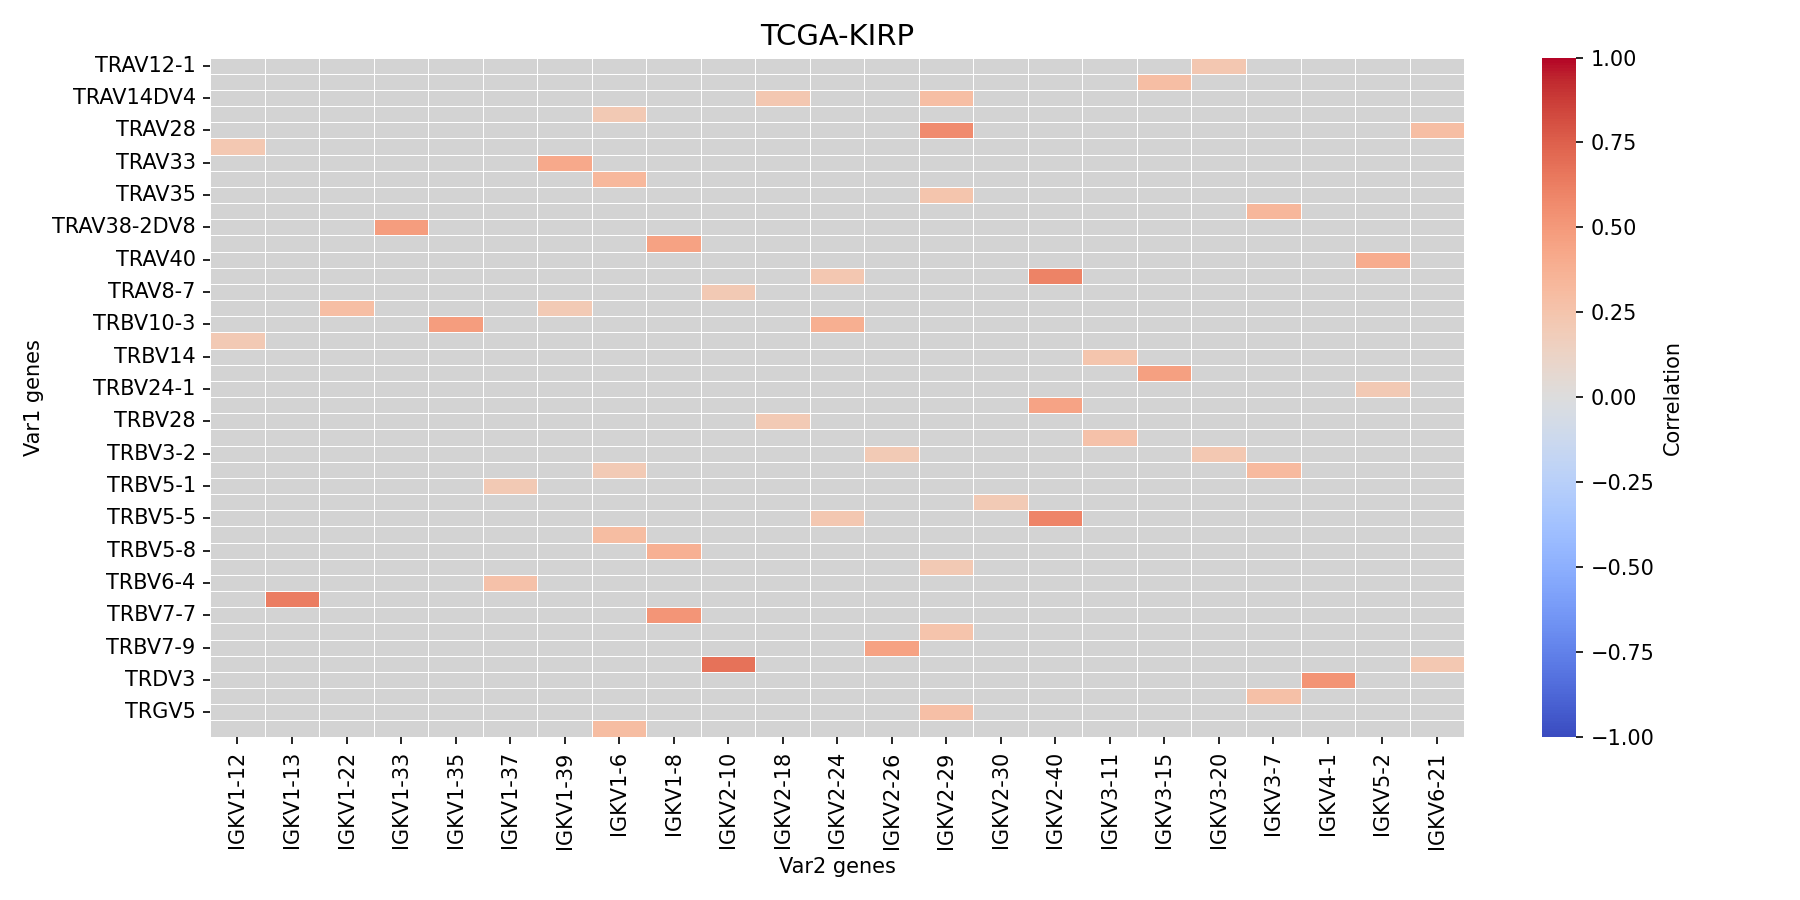 TCGA-KIRP
TRAV12-1
TRAV14DV4
TRAV28
TRAV33
TRAV35
TRAV38-2DV8
TRAV40
TRAV8-7
TRBV10-3
TRBV14
TRBV24-1
TRBV28
TRBV3-2
TRBV5-1
TRBV5-5
TRBV5-8
TRBV6-4
TRBV7-7
TRBV7-9
TRDV3
TRGV5
Var1 genes
IGKV1-12
IGKV1-13
IGKV1-22
IGKV1-33
IGKV1-35
IGKV1-37
IGKV1-39
IGKV1-6
IGKV1-8
IGKV2-10
IGKV2-18
IGKV2-24
IGKV2-26
IGKV2-29
IGKV2-30
IGKV2-40
IGKV3-11
IGKV3-15
IGKV3-20
IGKV3-7
IGKV4-1
IGKV5-2
IGKV6-21
Var2 genes
1.00
0.75
0.50
0.25
0.00
−0.25
−0.50
−0.75
−1.00
Correlation